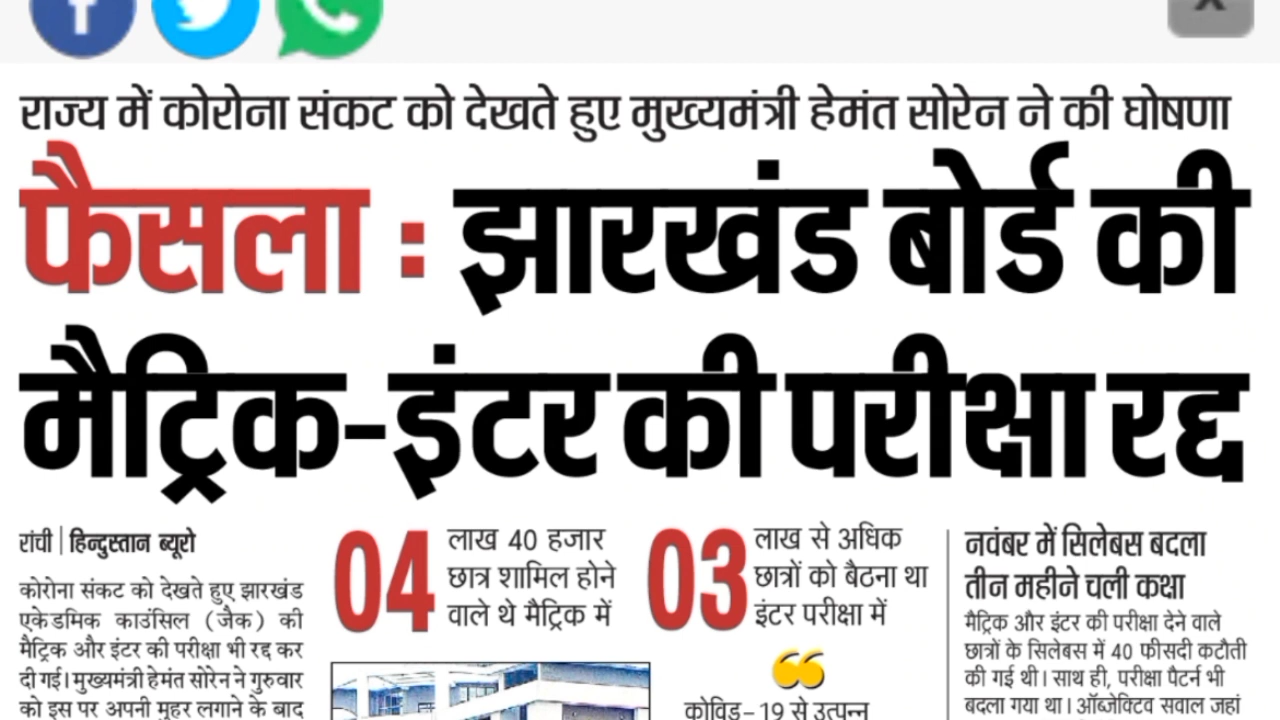 राज्य में कोरोना संकट को देखते हुए मुख्यमंत्री हेमंत सोरेन ने की घोषणा
फैसला : झारखंड बोर्ड की
मैट्रिक-इंटर की परीक्षा रद्द
रांची | हिन्दुस्तान ब्यूरो
कोरोना संकट को देखते हुए झारखंड
एकेडमिक काउंसिल (जैक) की
मैट्रिक और इंटर की परीक्षा भी रद्द कर
दी गई। मुख्यमंत्री हेमंत सोरेन ने गुरुवार
को इस पर अपनी मुहर लगाने के बाद
04
लाख 40 हजार
छात्र शामिल होने
वाले थे मैट्रिक में
03
लाख से अधिक
छात्रों को बैठना था
इंटर परीक्षा में
कोविड-19 से उत्पन्न
नवंबर में सिलेबस बदला
तीन महीने चली कक्षा
मैट्रिक और इंटर की परीक्षा देने वाले
छात्रों के सिलेबस में 40 फीसदी कटौती
की गई थी। साथ ही, परीक्षा पैटर्न भी
बदला गया था। ऑब्जेक्टिव सवाल जहां